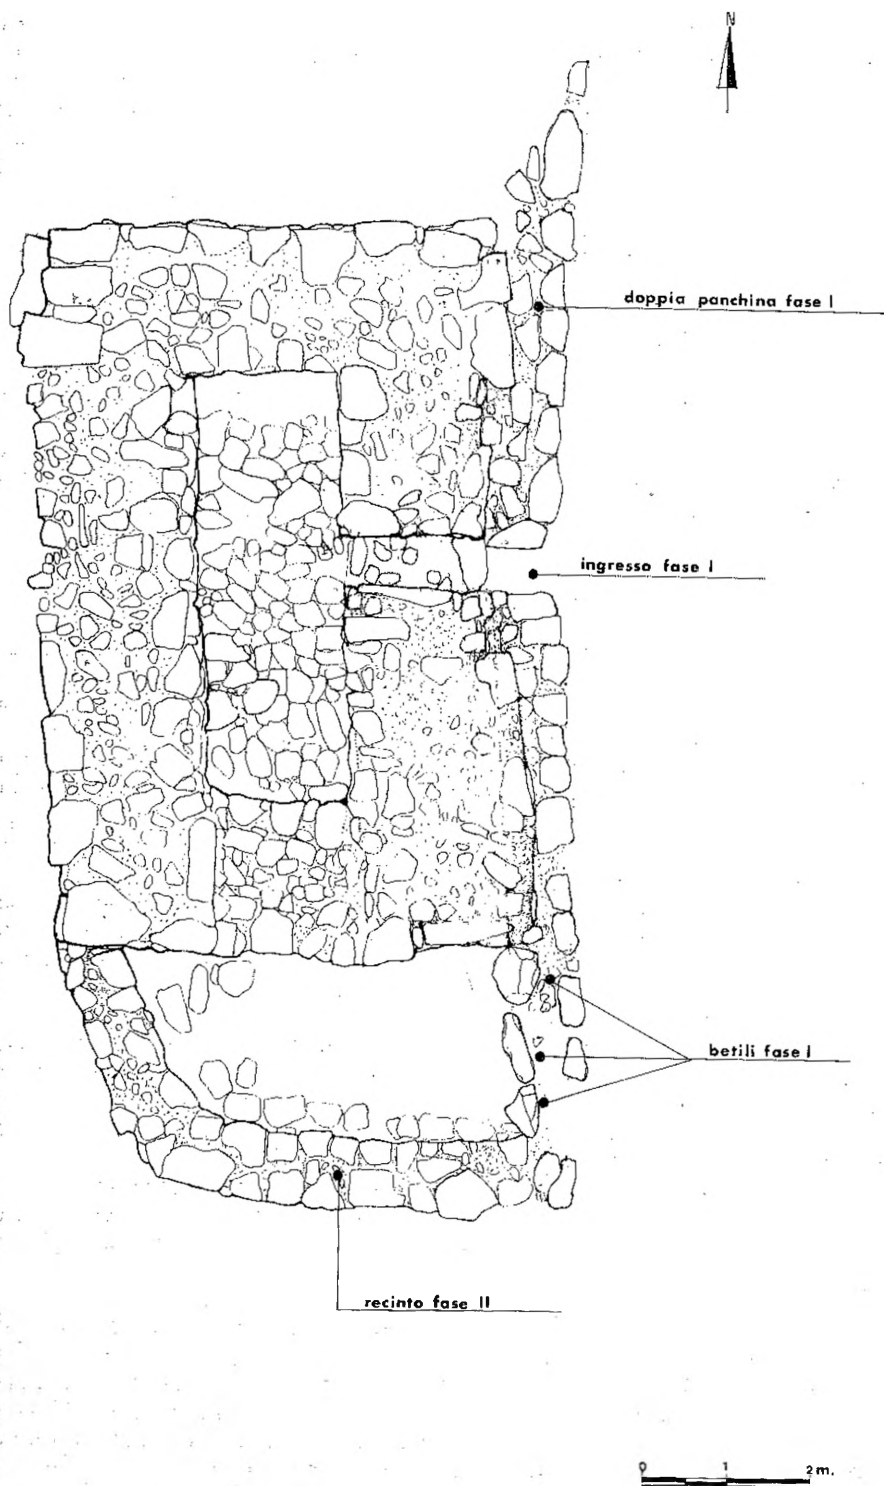 N
doppia panchina fase I
ingresso fase I
betili fase I
recinto fase II
0 1 2 m.